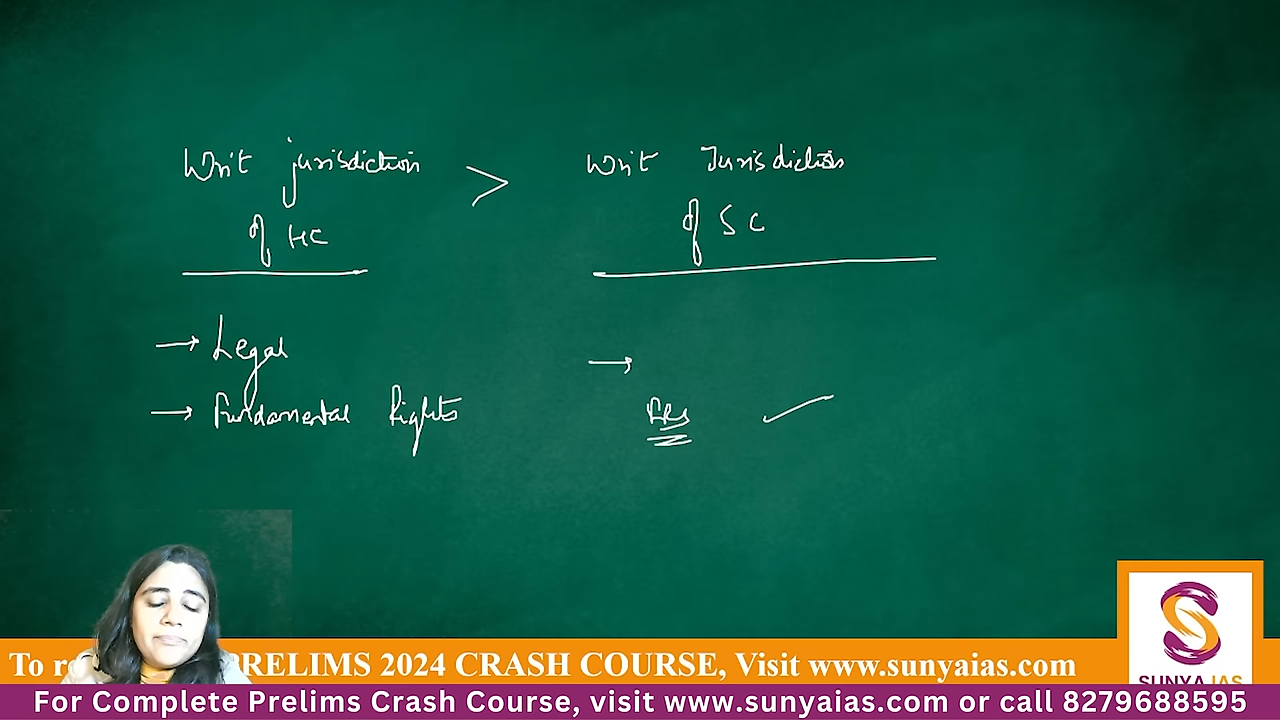 Writ jurisdiction > Writ Jurisdiction
of HC
of SC
→ Legal
→ Fundamental Rights
→
FRs ✓
To re RELIMS 2024 CRASH COURSE, Visit www.sunyaias.com
SUNYA IAS
For Complete Prelims Crash Course, visit www.sunyaias.com or call 8279688595